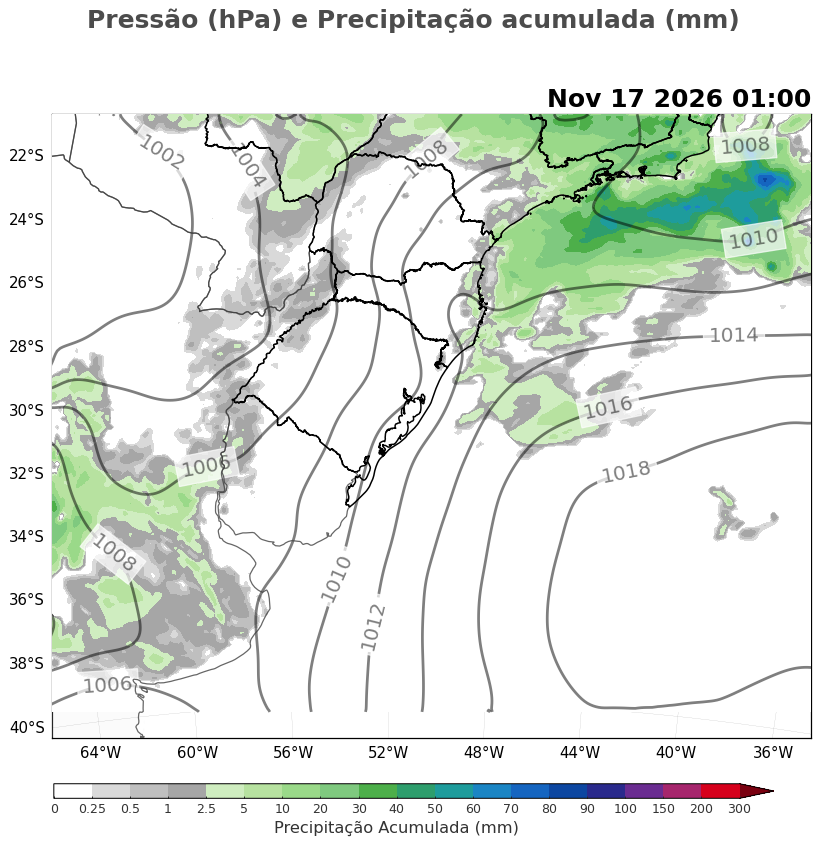 Pressão (hPa) e Precipitação acumulada (mm)
Nov 17 2026 01:00
1002
1004
1008
1008
1010
1014
1016
1018
1006
1008
1010
1012
1006
22°S
24°S
26°S
28°S
30°S
32°S
34°S
36°S
38°S
40°S
64°W 60°W 56°W 52°W 48°W 44°W 40°W 36°W
0 0.25 0.5 1 2.5 5 10 20 30 40 50 60 70 80 90 100 150 200 300
Precipitação Acumulada (mm)